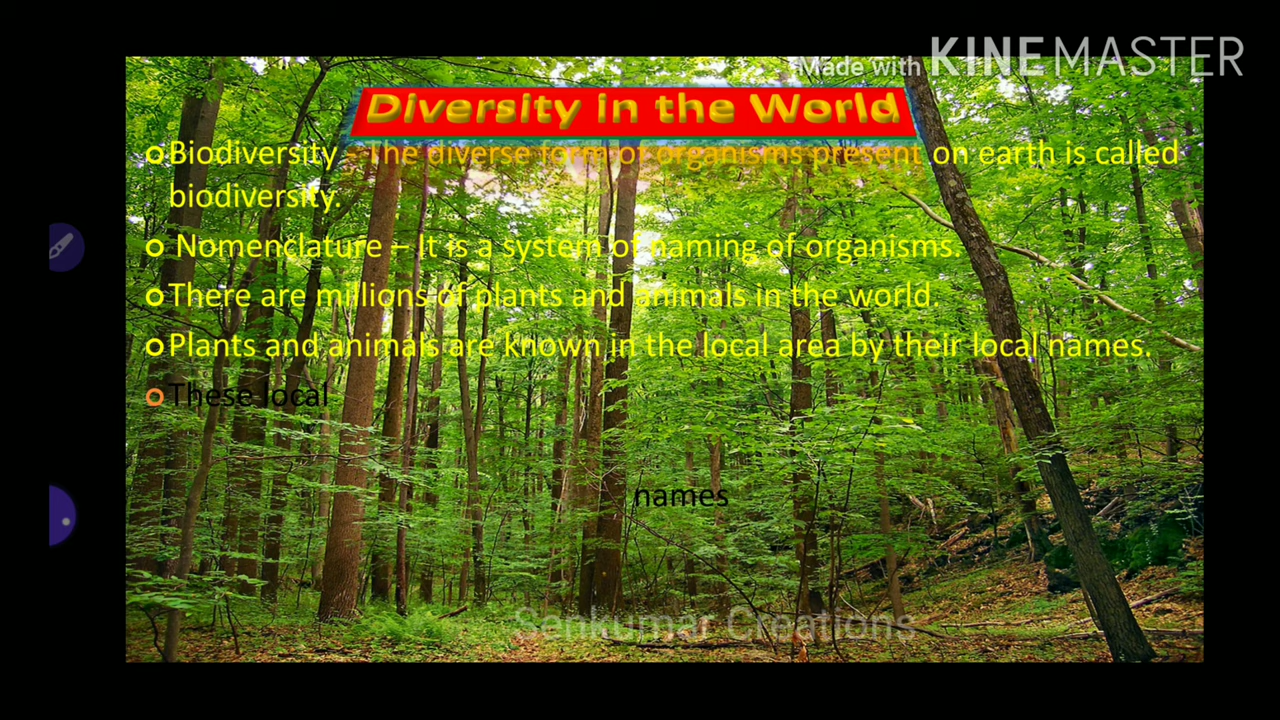 Made with KINEMASTER
Diversity in the World
Biodiversity - The diverse form of organisms present on earth is called
biodiversity.
Nomenclature – It is a system of naming of organisms.
There are millions of plants and animals in the world.
Plants and animals are known in the local area by their local names.
These local
names
Senkumar Creations